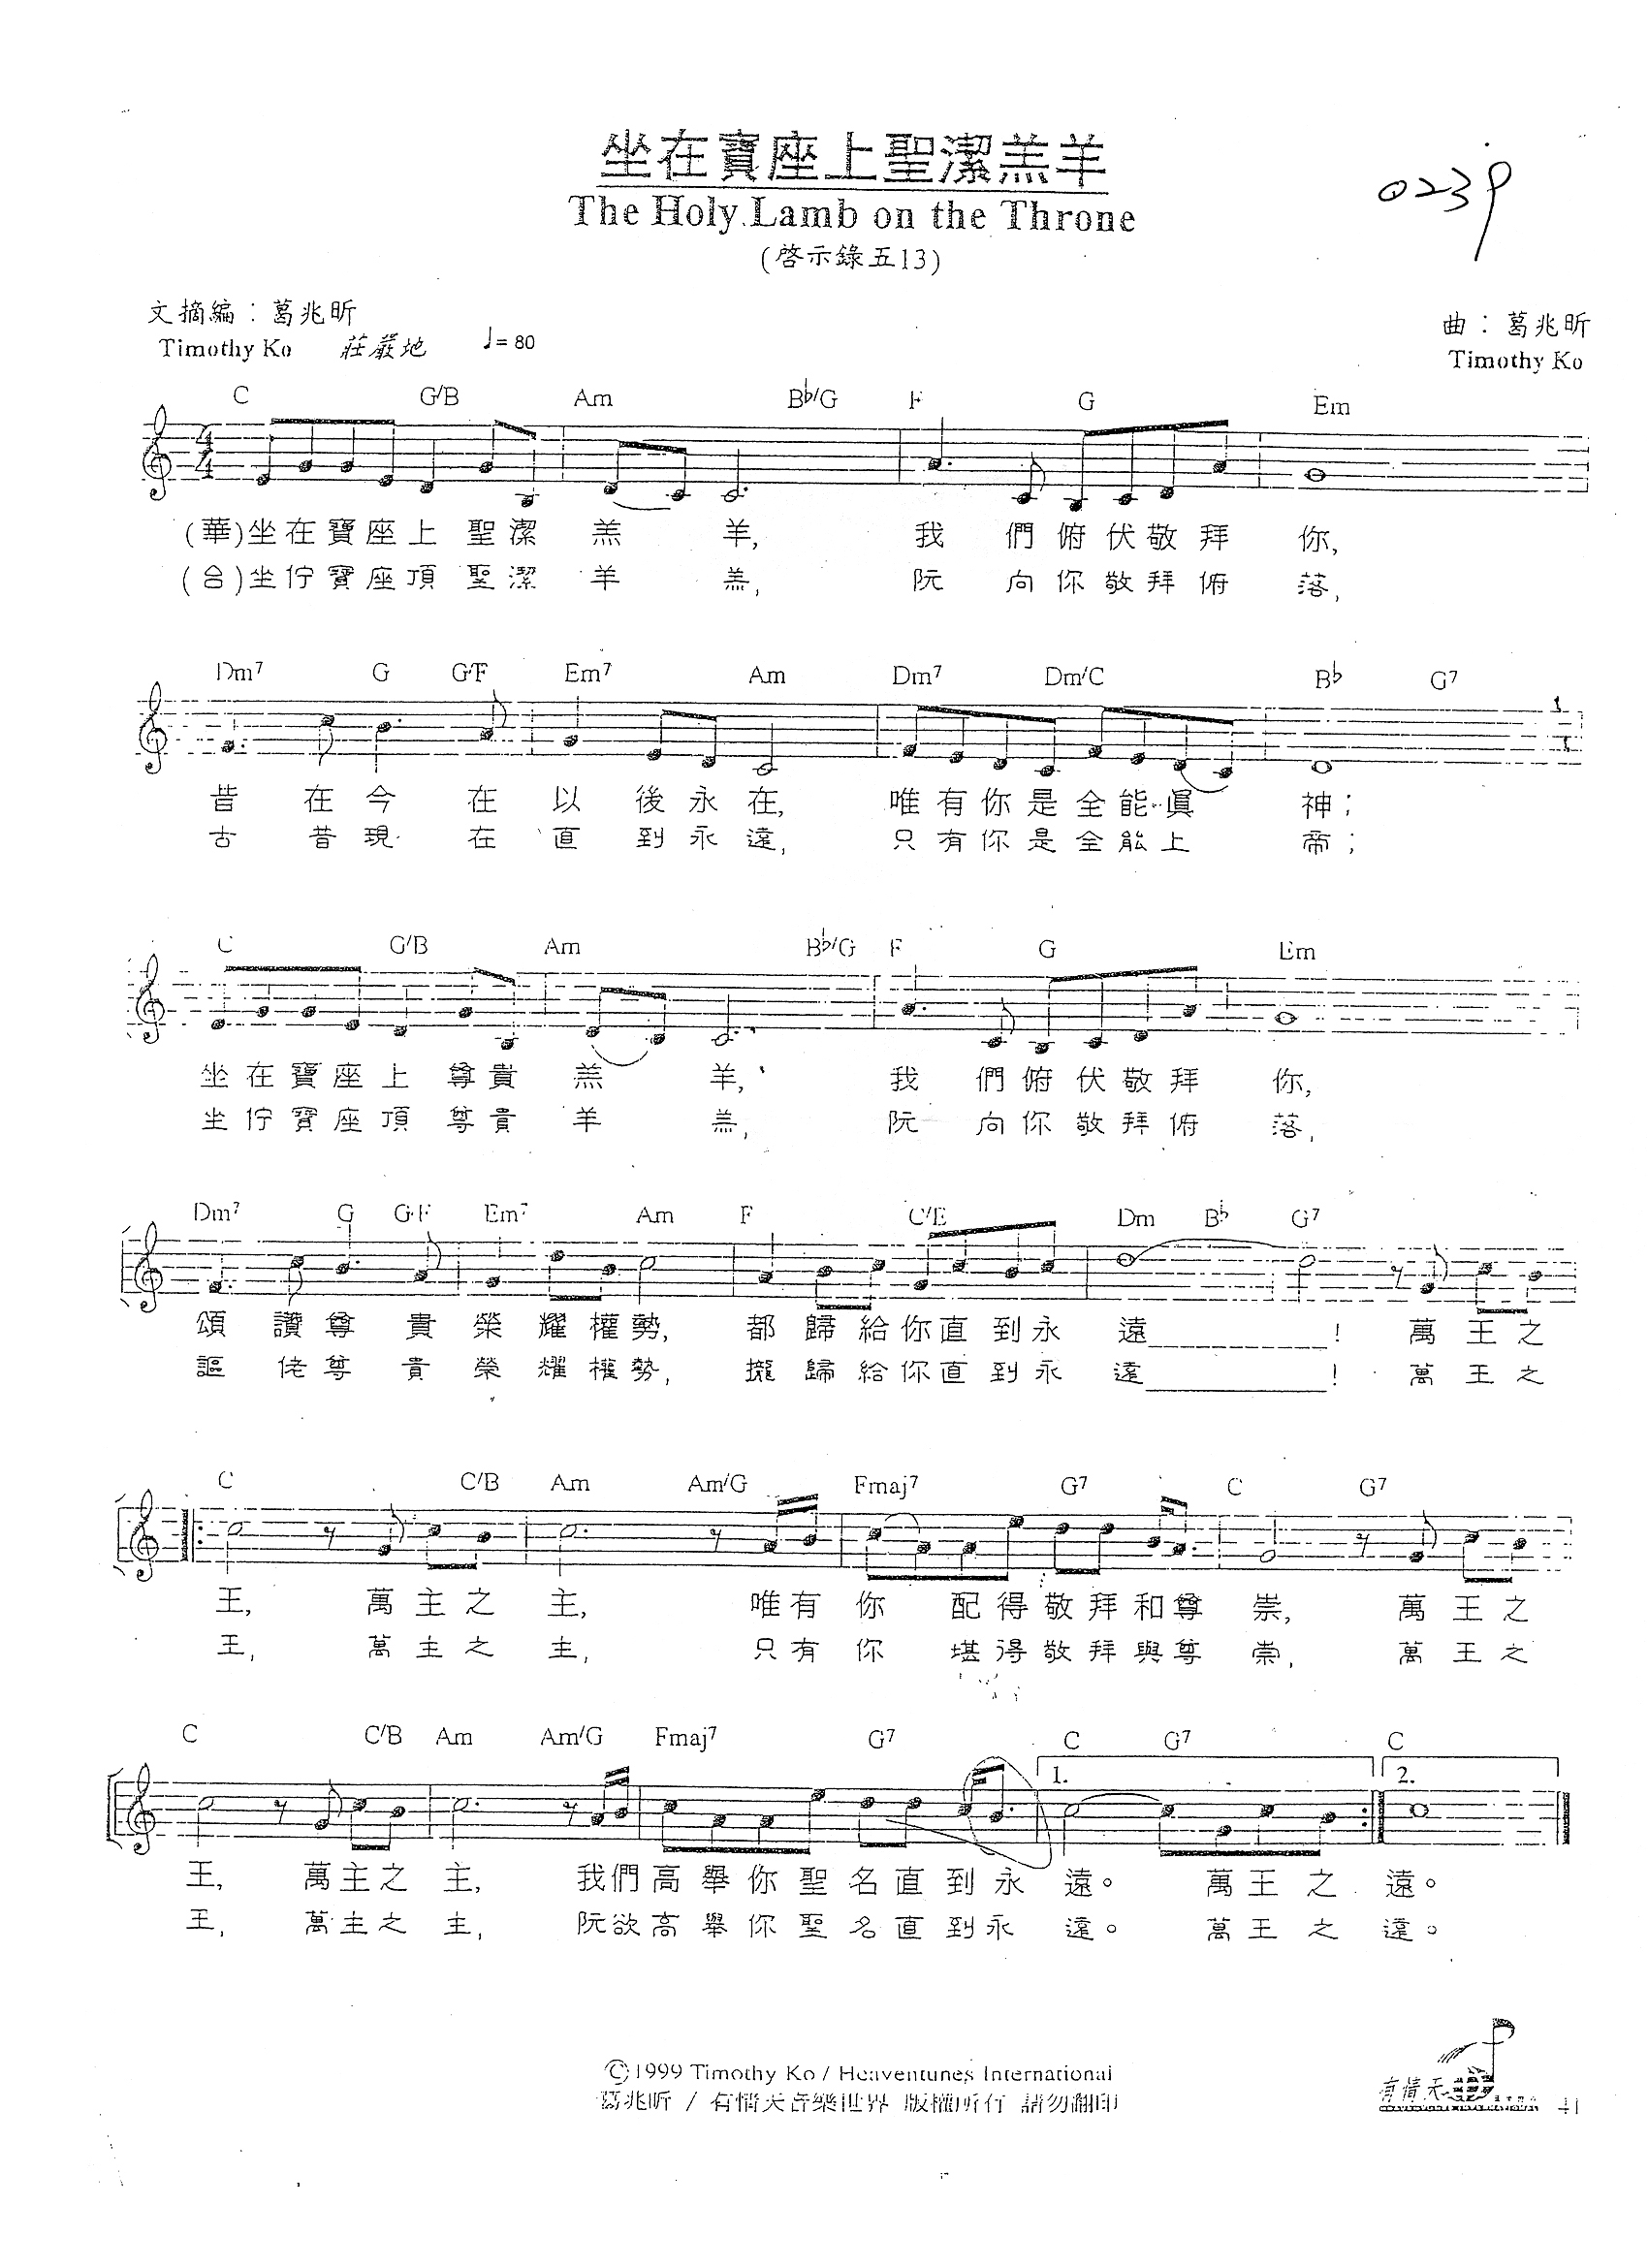 坐在寶座上聖潔羔羊
0239
The Holy Lamb on the Throne
(啓示錄五13)
文摘編：葛兆昕
曲：葛兆昕
Timothy Ko 莊嚴地 ♩= 80
Timothy Ko
C G/B Am B♭/G F G Em
4/4
(華)坐在寶座上聖潔羔羊, 我們俯伏敬拜你,
(台)坐佇寶座頂聖潔羊羔, 阮向你敬拜俯落,
Dm7 G G/F Em7 Am Dm7 Dm/C B♭ G7
昔在今在以後永在, 唯有你是全能真神；
古昔現在直到永遠, 只有你是全能上帝；
C G/B Am B♭/G F G Em
坐在寶座上尊貴羔羊, 我們俯伏敬拜你,
坐佇寶座頂尊貴羊羔, 阮向你敬拜俯落,
Dm7 G G/F Em7 Am F C/E Dm B♭ G7
頌讚尊貴榮耀權勢, 都歸給你直到永遠________! 萬王之
謳佬尊貴榮耀權勢, 攏歸給你直到永遠________! 萬王之
C C/B Am Am/G Fmaj7 G7 C G7
王, 萬主之主, 唯有你配得敬拜和尊崇, 萬王之
王, 萬主之主, 只有你堪得敬拜與尊崇, 萬王之
C C/B Am Am/G Fmaj7 G7 C G7 C
1. 2.
王, 萬主之主, 我們高舉你聖名直到永遠。 萬王之遠。
王, 萬主之主, 阮欲高舉你聖名直到永遠。 萬王之遠。
©1999 Timothy Ko / Heaventunes International
葛兆昕 / 有情天音樂世界 版權所有 請勿翻印
有情天
41